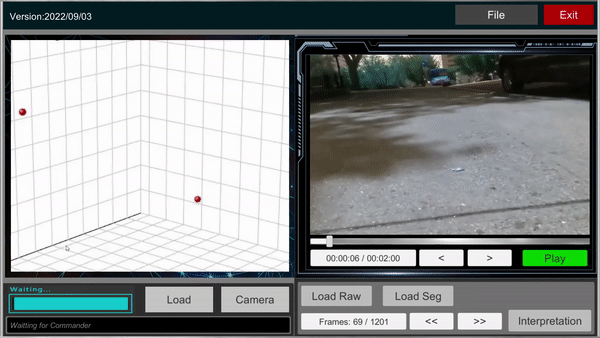 Version:2022/09/03
File
Exit
Waiting...
Load
Camera
Waitting for Commander
00:00:06 / 00:02:00
<
>
Play
Load Raw
Load Seg
Frames: 69 / 1201
<<
>>
Interpretation